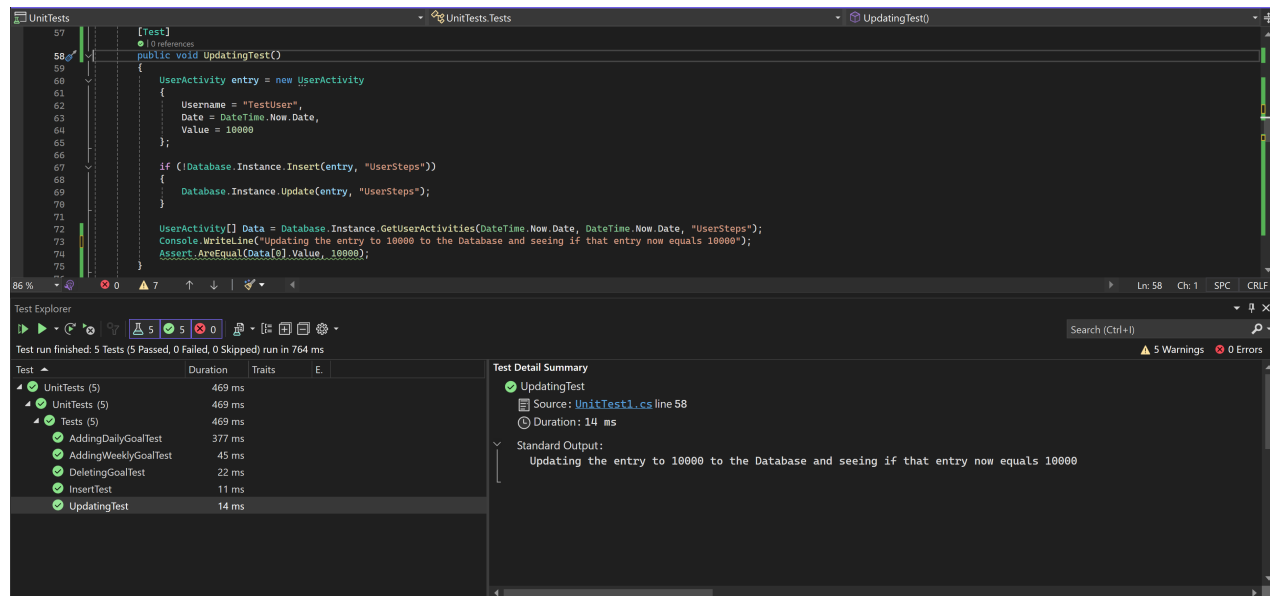 UnitTests UnitTests.Tests UpdatingTest()
57 [Test]
0 references
58 public void UpdatingTest()
59 {
60 UserActivity entry = new UserActivity
61 {
62 Username = "TestUser",
63 Date = DateTime.Now.Date,
64 Value = 10000
65 };
66
67 if (!Database.Instance.Insert(entry, "UserSteps"))
68 {
69 Database.Instance.Update(entry, "UserSteps");
70 }
71
72 UserActivity[] Data = Database.Instance.GetUserActivities(DateTime.Now.Date, DateTime.Now.Date, "UserSteps");
73 Console.WriteLine("Updating the entry to 10000 to the Database and seeing if that entry now equals 10000");
74 Assert.AreEqual(Data[0].Value, 10000);
75 }
86 % 0 7 Ln: 58 Ch: 1 SPC CRLF
Test Explorer
5 5 0 Search (Ctrl+I)
Test run finished: 5 Tests (5 Passed, 0 Failed, 0 Skipped) run in 764 ms 5 Warnings 0 Errors
Test Duration Traits E.
UnitTests (5) 469 ms
UnitTests (5) 469 ms
Tests (5) 469 ms
AddingDailyGoalTest 377 ms
AddingWeeklyGoalTest 45 ms
DeletingGoalTest 22 ms
InsertTest 11 ms
UpdatingTest 14 ms
Test Detail Summary
UpdatingTest
Source: UnitTest1.cs line 58
Duration: 14 ms
Standard Output:
Updating the entry to 10000 to the Database and seeing if that entry now equals 10000